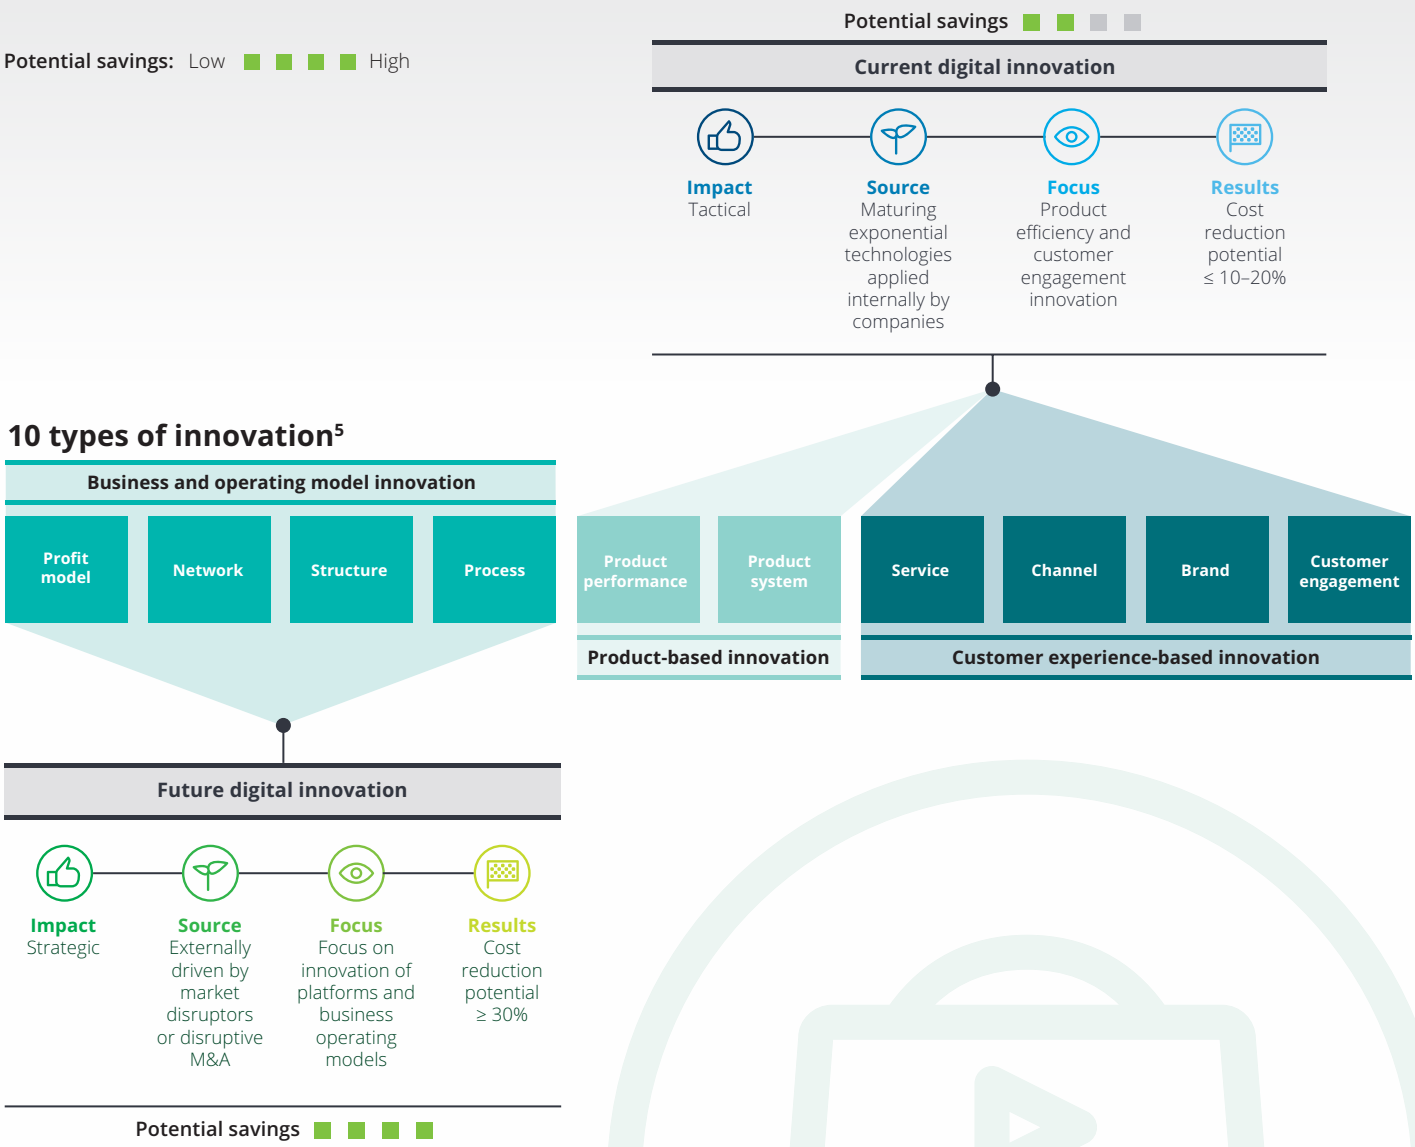 Potential savings
Potential savings: Low High
Current digital innovation
Impact
Tactical
Source
Maturing
exponential
technologies
applied
internally by
companies
Focus
Product
efficiency and
customer
engagement
innovation
Results
Cost
reduction
potential
≤ 10–20%
10 types of innovation⁵
Business and operating model innovation
Profit
model
Network
Structure
Process
Product
performance
Product
system
Service
Channel
Brand
Customer
engagement
Product-based innovation
Customer experience-based innovation
Future digital innovation
Impact
Strategic
Source
Externally
driven by
market
disruptors
or disruptive
M&A
Focus
Focus on
innovation of
platforms and
business
operating
models
Results
Cost
reduction
potential
≥ 30%
Potential savings